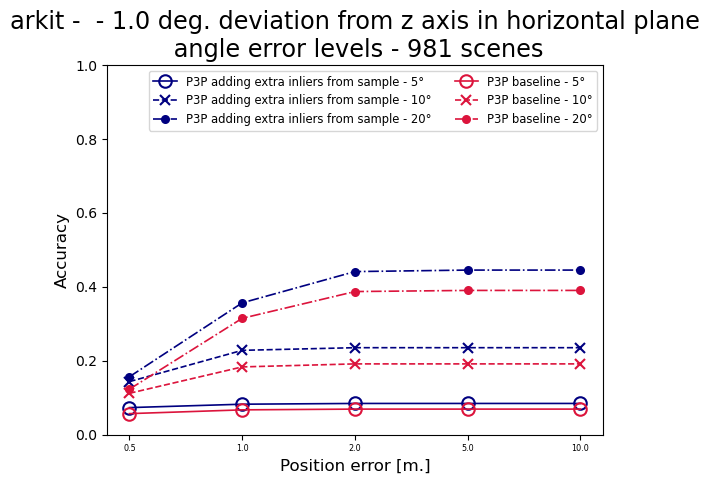 arkit -  - 1.0 deg. deviation from z axis in horizontal plane
angle error levels - 981 scenes
P3P adding extra inliers from sample - 5°
P3P adding extra inliers from sample - 10°
P3P adding extra inliers from sample - 20°
P3P baseline - 5°
P3P baseline - 10°
P3P baseline - 20°
Accuracy
1.0
0.8
0.6
0.4
0.2
0.0
0.5
1.0
2.0
5.0
10.0
Position error [m.]